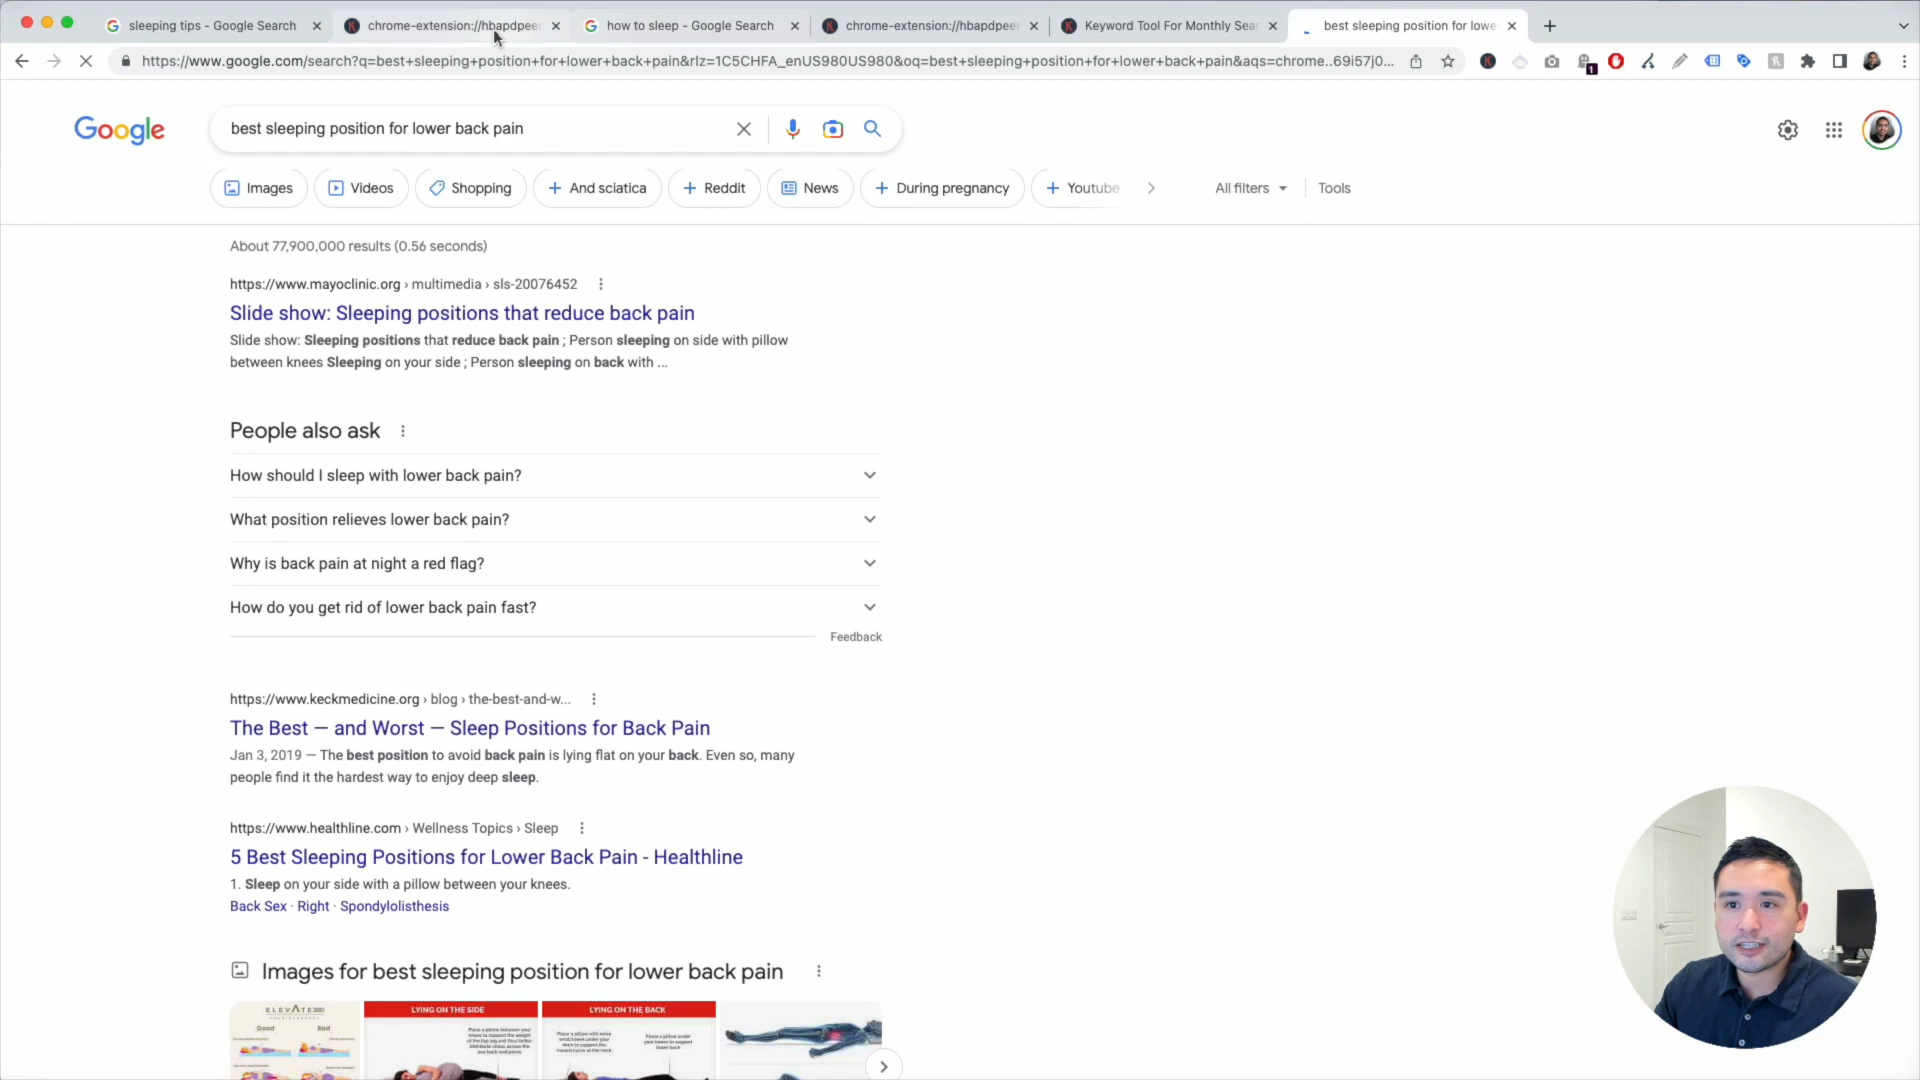 sleeping tips - Google Search
chrome-extension://hbapdpeer
how to sleep - Google Search
chrome-extension://hbapdpeer
Keyword Tool For Monthly Sea
best sleeping position for lowe
https://www.google.com/search?q=best+sleeping+position+for+lower+back+pain&rlz=1C5CHFA_enUS980US980&oq=best+sleeping+position+for+lower+back+pain&aqs=chrome..69i57j0...
1
Google
best sleeping position for lower back pain
Images
Videos
Shopping
And sciatica
Reddit
News
During pregnancy
Youtube
All filters
Tools
About 77,900,000 results (0.56 seconds)
https://www.mayoclinic.org › multimedia › sls-20076452
Slide show: Sleeping positions that reduce back pain
Slide show: Sleeping positions that reduce back pain ; Person sleeping on side with pillow
between knees Sleeping on your side ; Person sleeping on back with ...
People also ask
How should I sleep with lower back pain?
What position relieves lower back pain?
Why is back pain at night a red flag?
How do you get rid of lower back pain fast?
Feedback
https://www.keckmedicine.org › blog › the-best-and-w...
The Best — and Worst — Sleep Positions for Back Pain
Jan 3, 2019 — The best position to avoid back pain is lying flat on your back. Even so, many
people find it the hardest way to enjoy deep sleep.
https://www.healthline.com › Wellness Topics › Sleep
5 Best Sleeping Positions for Lower Back Pain - Healthline
1. Sleep on your side with a pillow between your knees.
Back Sex · Right · Spondylolisthesis
Images for best sleeping position for lower back pain
Good
Bad
LYING ON THE SIDE
LYING ON THE BACK